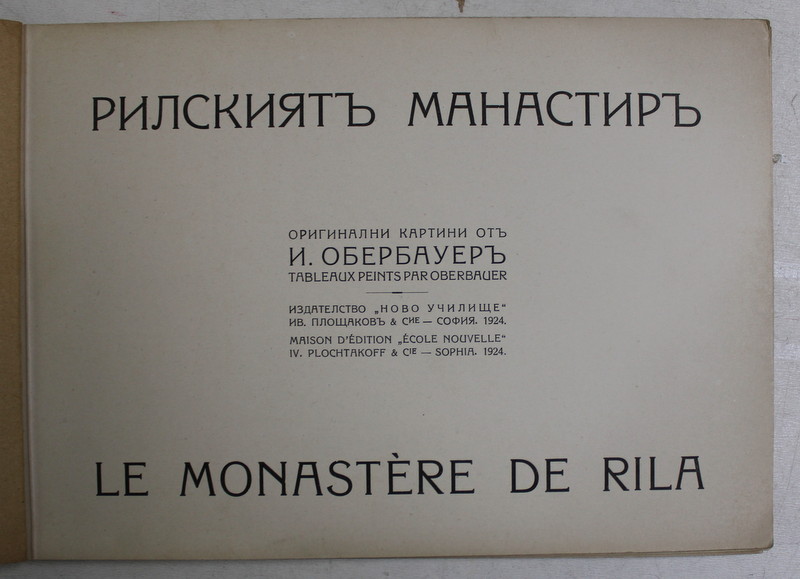 РИЛСКИЯТЪ МАНАСТИРЪ
ОРИГИНАЛНИ КАРТИНИ ОТЪ
И. ОБЕРБАУЕРЪ
TABLEAUX PEINTS PAR OBERBAUER
ИЗДАТЕЛСТВО „НОВО УЧИЛИЩЕ“
ИВ. ПЛОЩАКОВЪ & СИЕ — СОФИЯ. 1924.
MAISON D'ÉDITION „ÉCOLE NOUVELLE“
IV. PLOCHTAKOFF & CIE — SOPHIA. 1924.
LE MONASTÈRE DE RILA